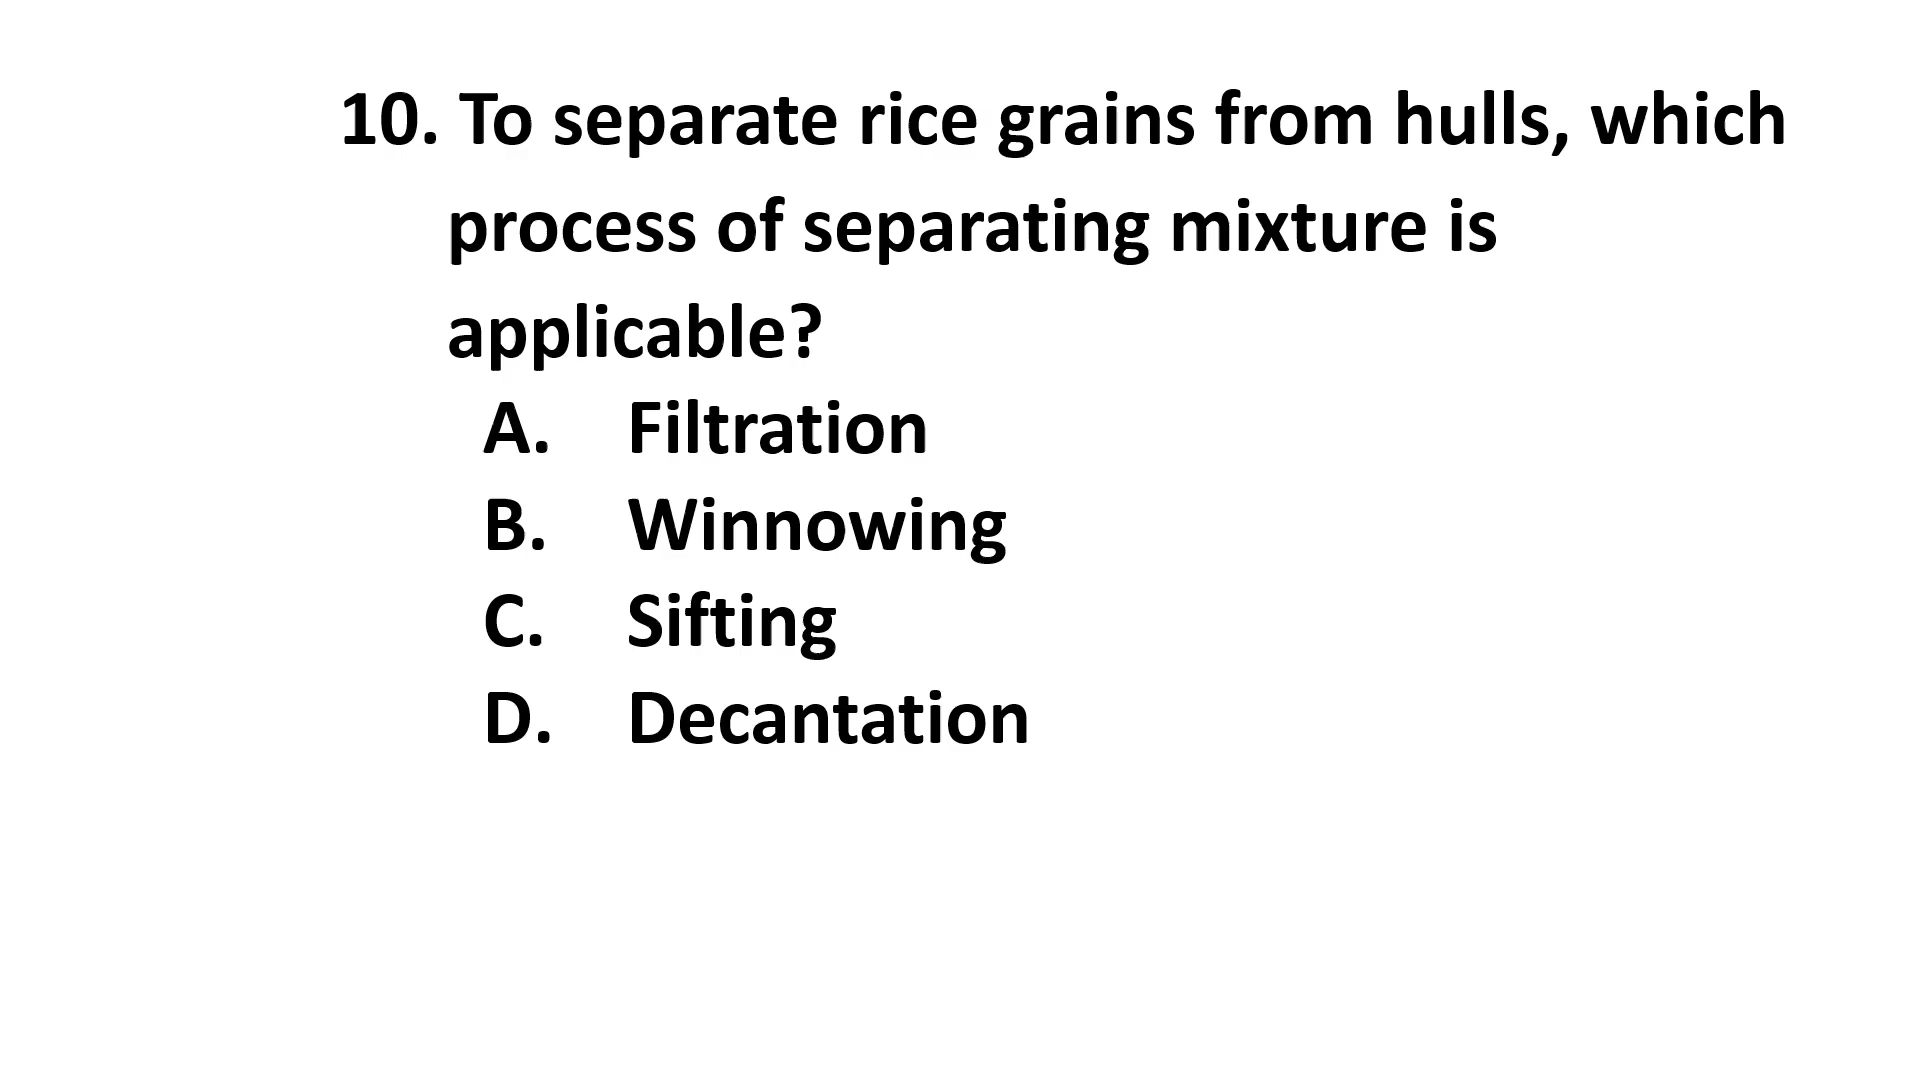 10. To separate rice grains from hulls, which
process of separating mixture is
applicable?
A. Filtration
B. Winnowing
C. Sifting
D. Decantation